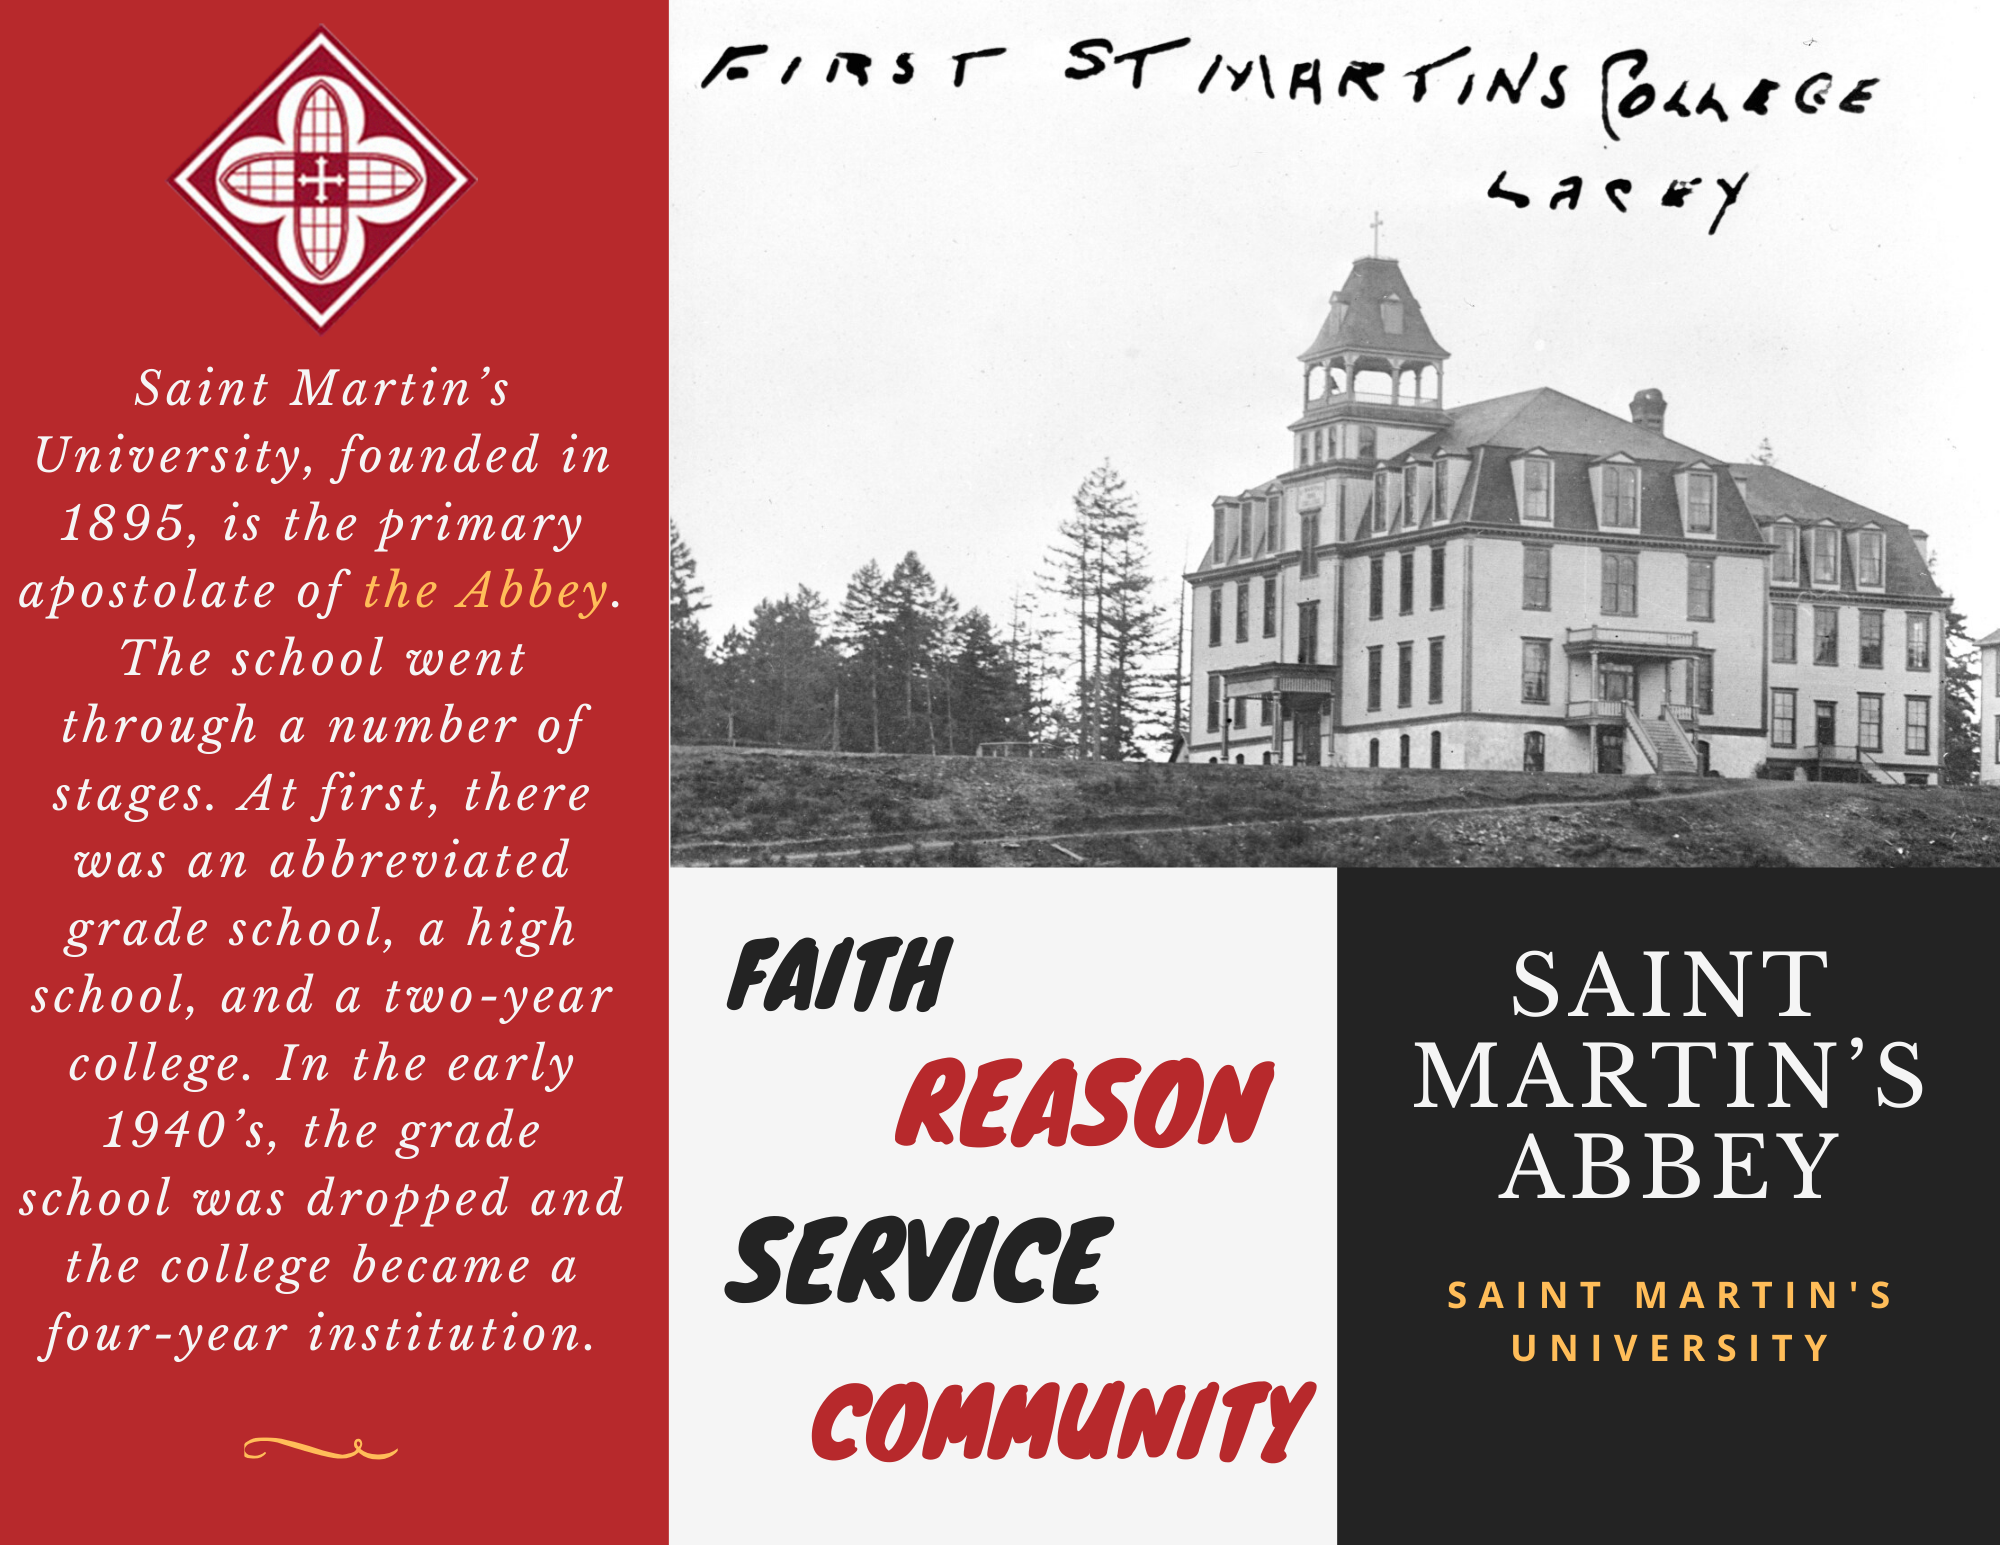 Saint Martin’s
University, founded in
1895, is the primary
apostolate of the Abbey.
The school went
through a number of
stages. At first, there
was an abbreviated
grade school, a high
school, and a two-year
college. In the early
1940’s, the grade
school was dropped and
the college became a
four-year institution.
FIRST ST MARTINS COLLEGE
LACEY
FAITH
REASON
SERVICE
COMMUNITY
SAINT
MARTIN’S
ABBEY
SAINT MARTIN'S
UNIVERSITY